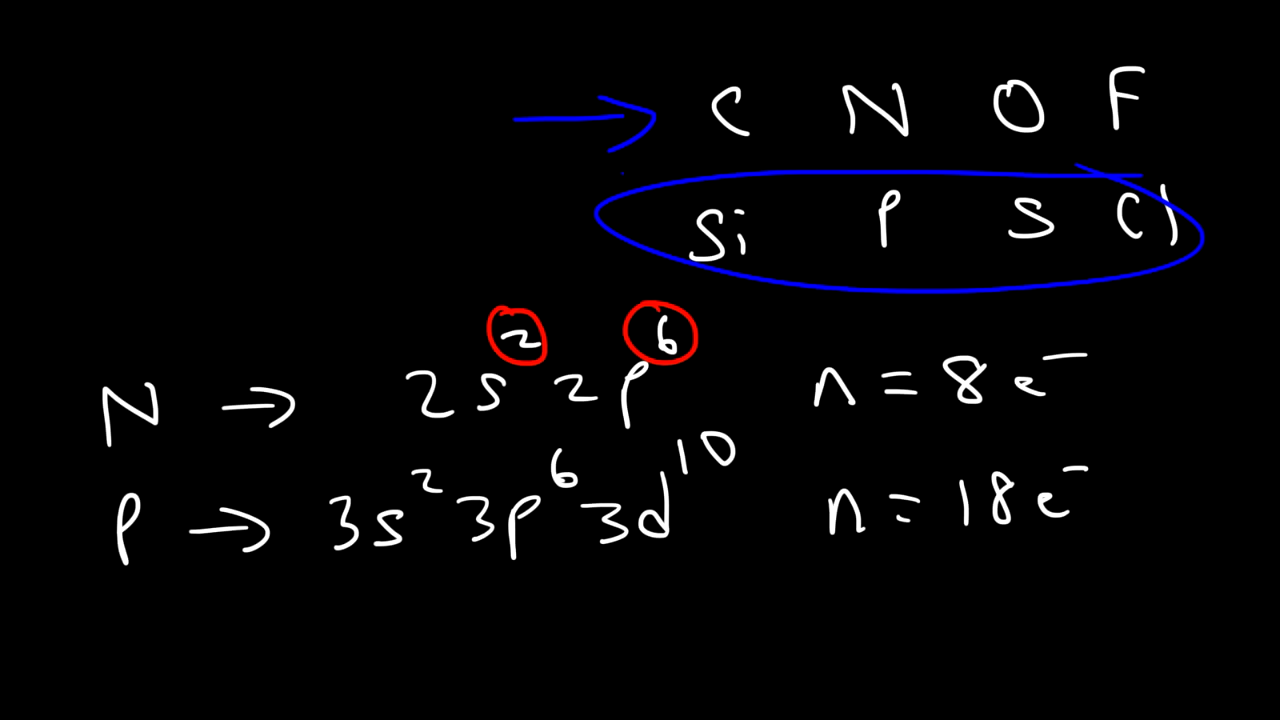 → C N O F
Si P S Cl
N → 2s² 2p⁶ n = 8e⁻
P → 3s² 3p⁶ 3d¹⁰ n = 18e⁻